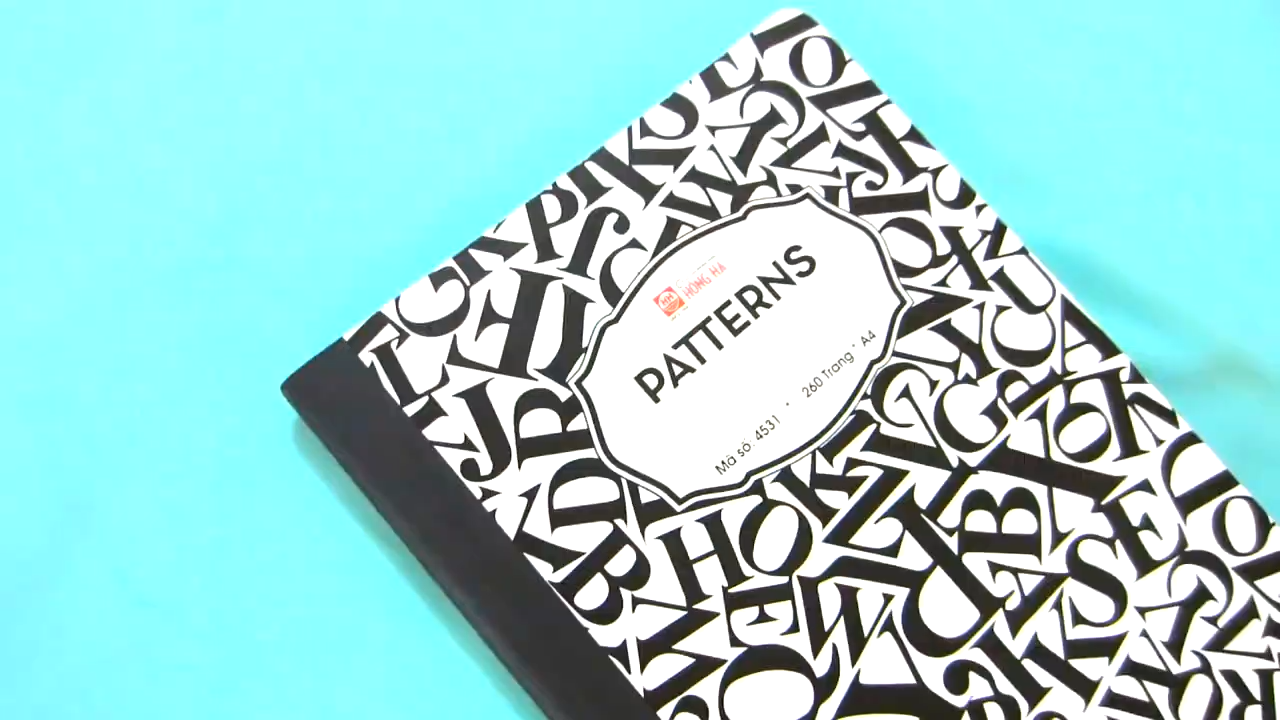 HỒNG HÀ
PATTERNS
Mã số: 4531 • 260 Trang * A4